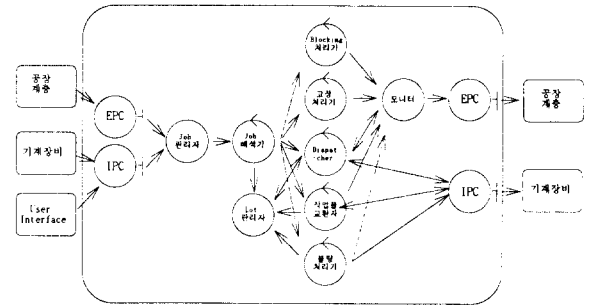 공장
계층
기계장비
User
Interface
EPC
IPC
Job
관리자
Job
해석기
Lot
관리자
Blocking
처리기
고장
처리기
Dispat
cher
작업물
교환자
불량
처리기
모니터
EPC
IPC
공장
계층
기계장비